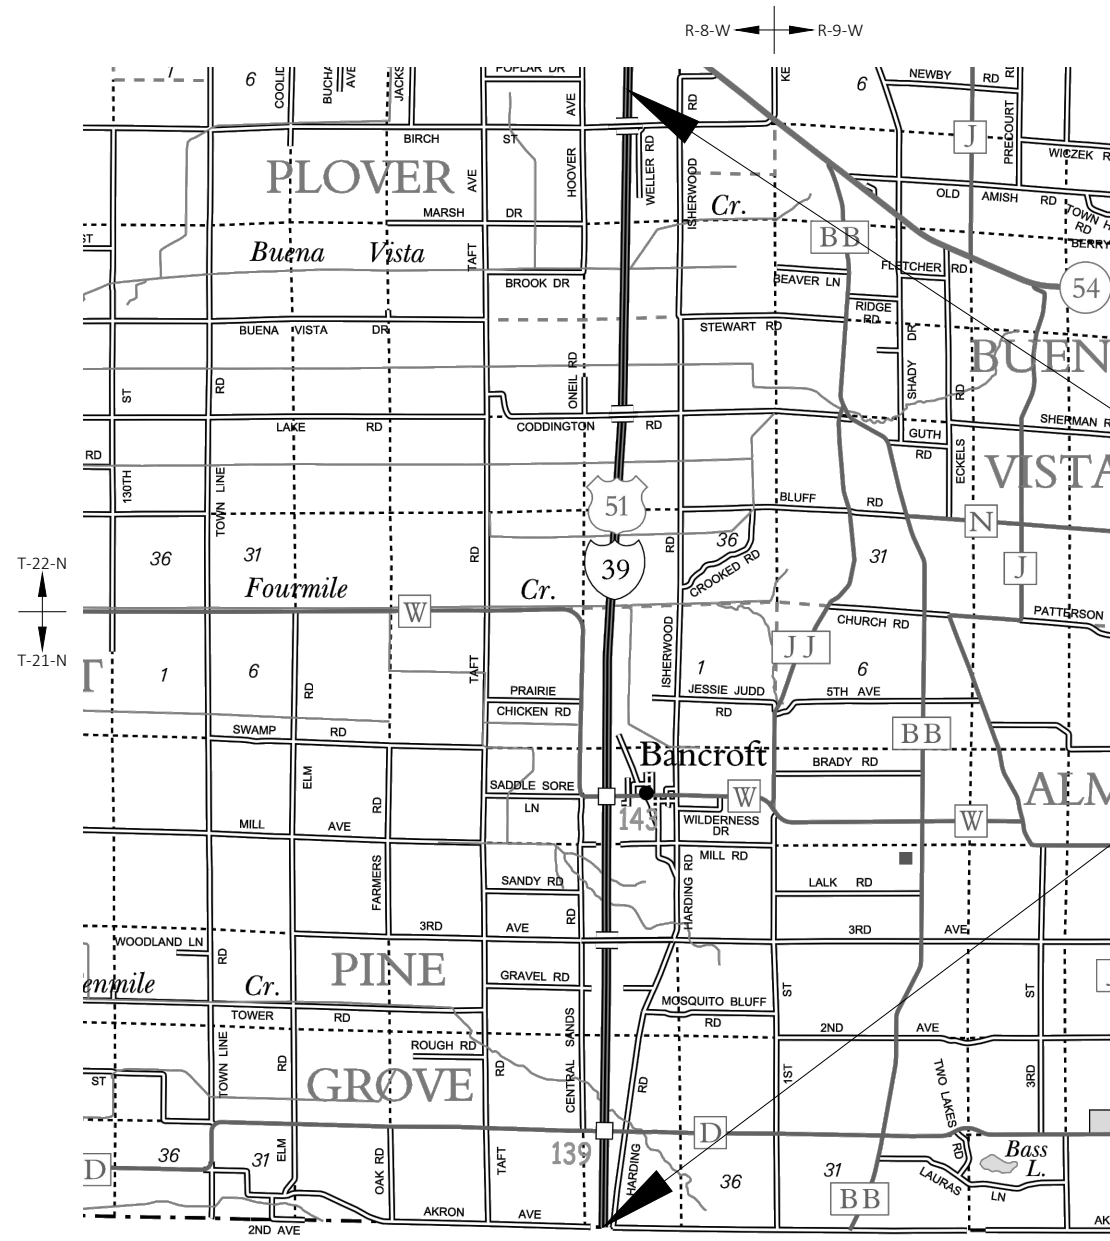 R-8-W R-9-W
6
BIRCH ST
PLOVER
AVE
HOOVER
AVE
WELLER RD
ISHERWOOD
RD
6
NEWBY RD
PRECOURT
J
WICZEK
OLD AMISH RD
TOWN
RD
MARSH DR
Cr.
BB
Buena Vista
TAFT
BROOK DR
BEAVER LN
FLETCHER RD
54
RIDGE
RD
BUENA VISTA DR
STEWART RD
SHADY DR
ST
RD
ONEIL RD
RD
LAKE RD
CODDINGTON RD
GUTH
RD
SHERMAN
RD
130TH
TOWN LINE
ECKELS
51
BLUFF RD
N
36
31
RD
39
RD
36
CROOKED RD
31
J
T-22-N
T-21-N
Fourmile Cr.
W
CHURCH RD
PATTERSON
ISHERWOOD
JJ
1
6
RD
TAFT
1
6
PRAIRIE
CHICKEN RD
JESSIE JUDD
RD
5TH AVE
SWAMP RD
BB
Bancroft
BRADY RD
ELM
RD
SADDLE SORE
LN
W
143
WILDERNESS
DR
W
MILL AVE
MILL RD
FARMERS
SANDY RD
RD
HARDING RD
LALK RD
3RD AVE
3RD AVE
WOODLAND LN
RD
PINE
GRAVEL RD
Cr.
TOWER RD
MOSQUITO BLUFF
RD
ST
ST
2ND AVE
ROUGH RD
TOWN LINE
RD
GROVE
RD
CENTRAL SANDS
RD
1ST
TWO LAKES
RD
3RD
ST
D
139
D
36
31
ELM
OAK RD
TAFT
HARDING
36
31
Bass
L.
LAURAS LN
BB
AKRON AVE
2ND AVE